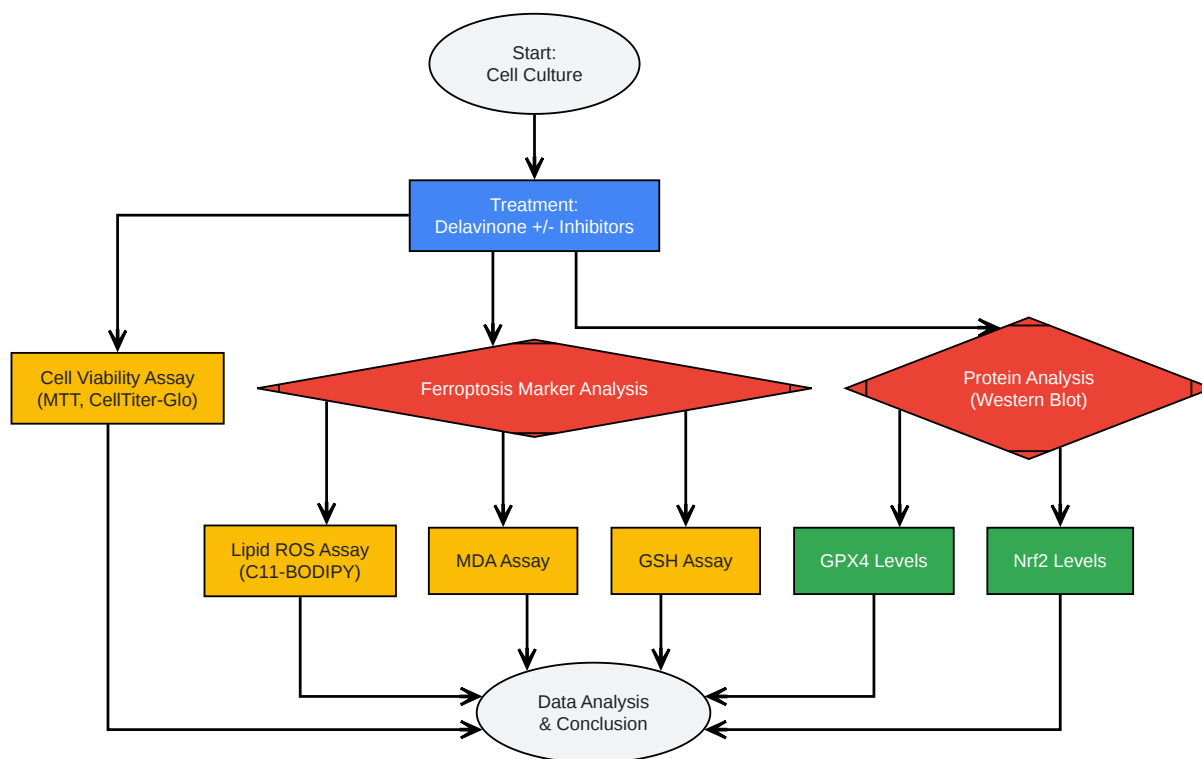 Start:
Cell Culture
Treatment:
Delavinone +/- Inhibitors
Cell Viability Assay
(MTT, CellTiter-Glo)
Ferroptosis Marker Analysis
Protein Analysis
(Western Blot)
Lipid ROS Assay
(C11-BODIPY)
MDA Assay
GSH Assay
GPX4 Levels
Nrf2 Levels
Data Analysis
& Conclusion